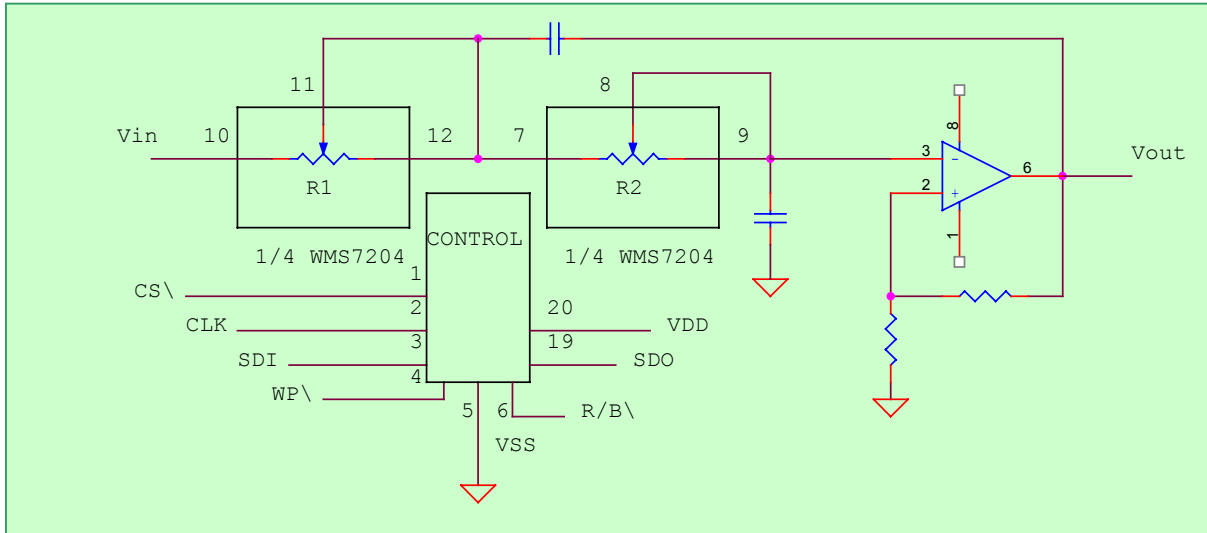 11
8
8
Vin
10
12
7
9
3
-
6
Vout
R1
R2
2
+
1
CONTROL
1/4 WMS7204
1/4 WMS7204
1
CS\
2
20
CLK
VDD
3
19
SDI
SDO
4
WP\
5
6
R/B\
VSS